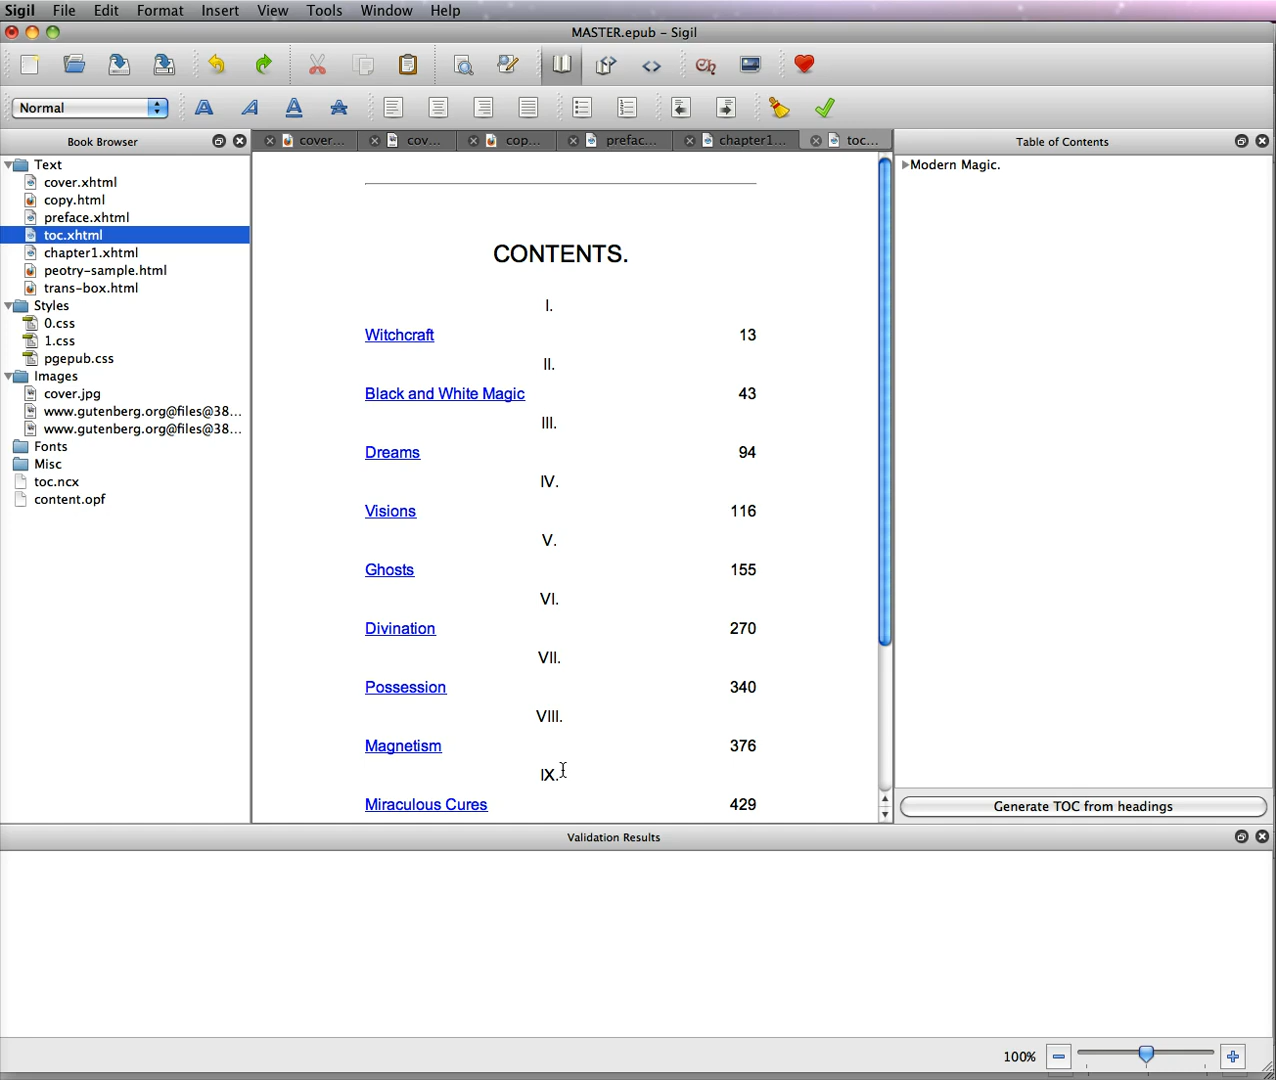 Sigil File Edit Format Insert View Tools Window Help
MASTER.epub – Sigil
Normal
Book Browser
Text
cover.xhtml
copy.html
preface.xhtml
toc.xhtml
chapter1.xhtml
peotry-sample.html
trans-box.html
Styles
0.css
1.css
pgepub.css
Images
cover.jpg
www.gutenberg.org@files@38...
www.gutenberg.org@files@38...
Fonts
Misc
toc.ncx
content.opf
cover... cov... cop... prefac... chapter1... toc...
CONTENTS.
I.
Witchcraft 13
II.
Black and White Magic 43
III.
Dreams 94
IV.
Visions 116
V.
Ghosts 155
VI.
Divination 270
VII.
Possession 340
VIII.
Magnetism 376
IX.
Miraculous Cures 429
Table of Contents
Modern Magic.
Generate TOC from headings
Validation Results
100%